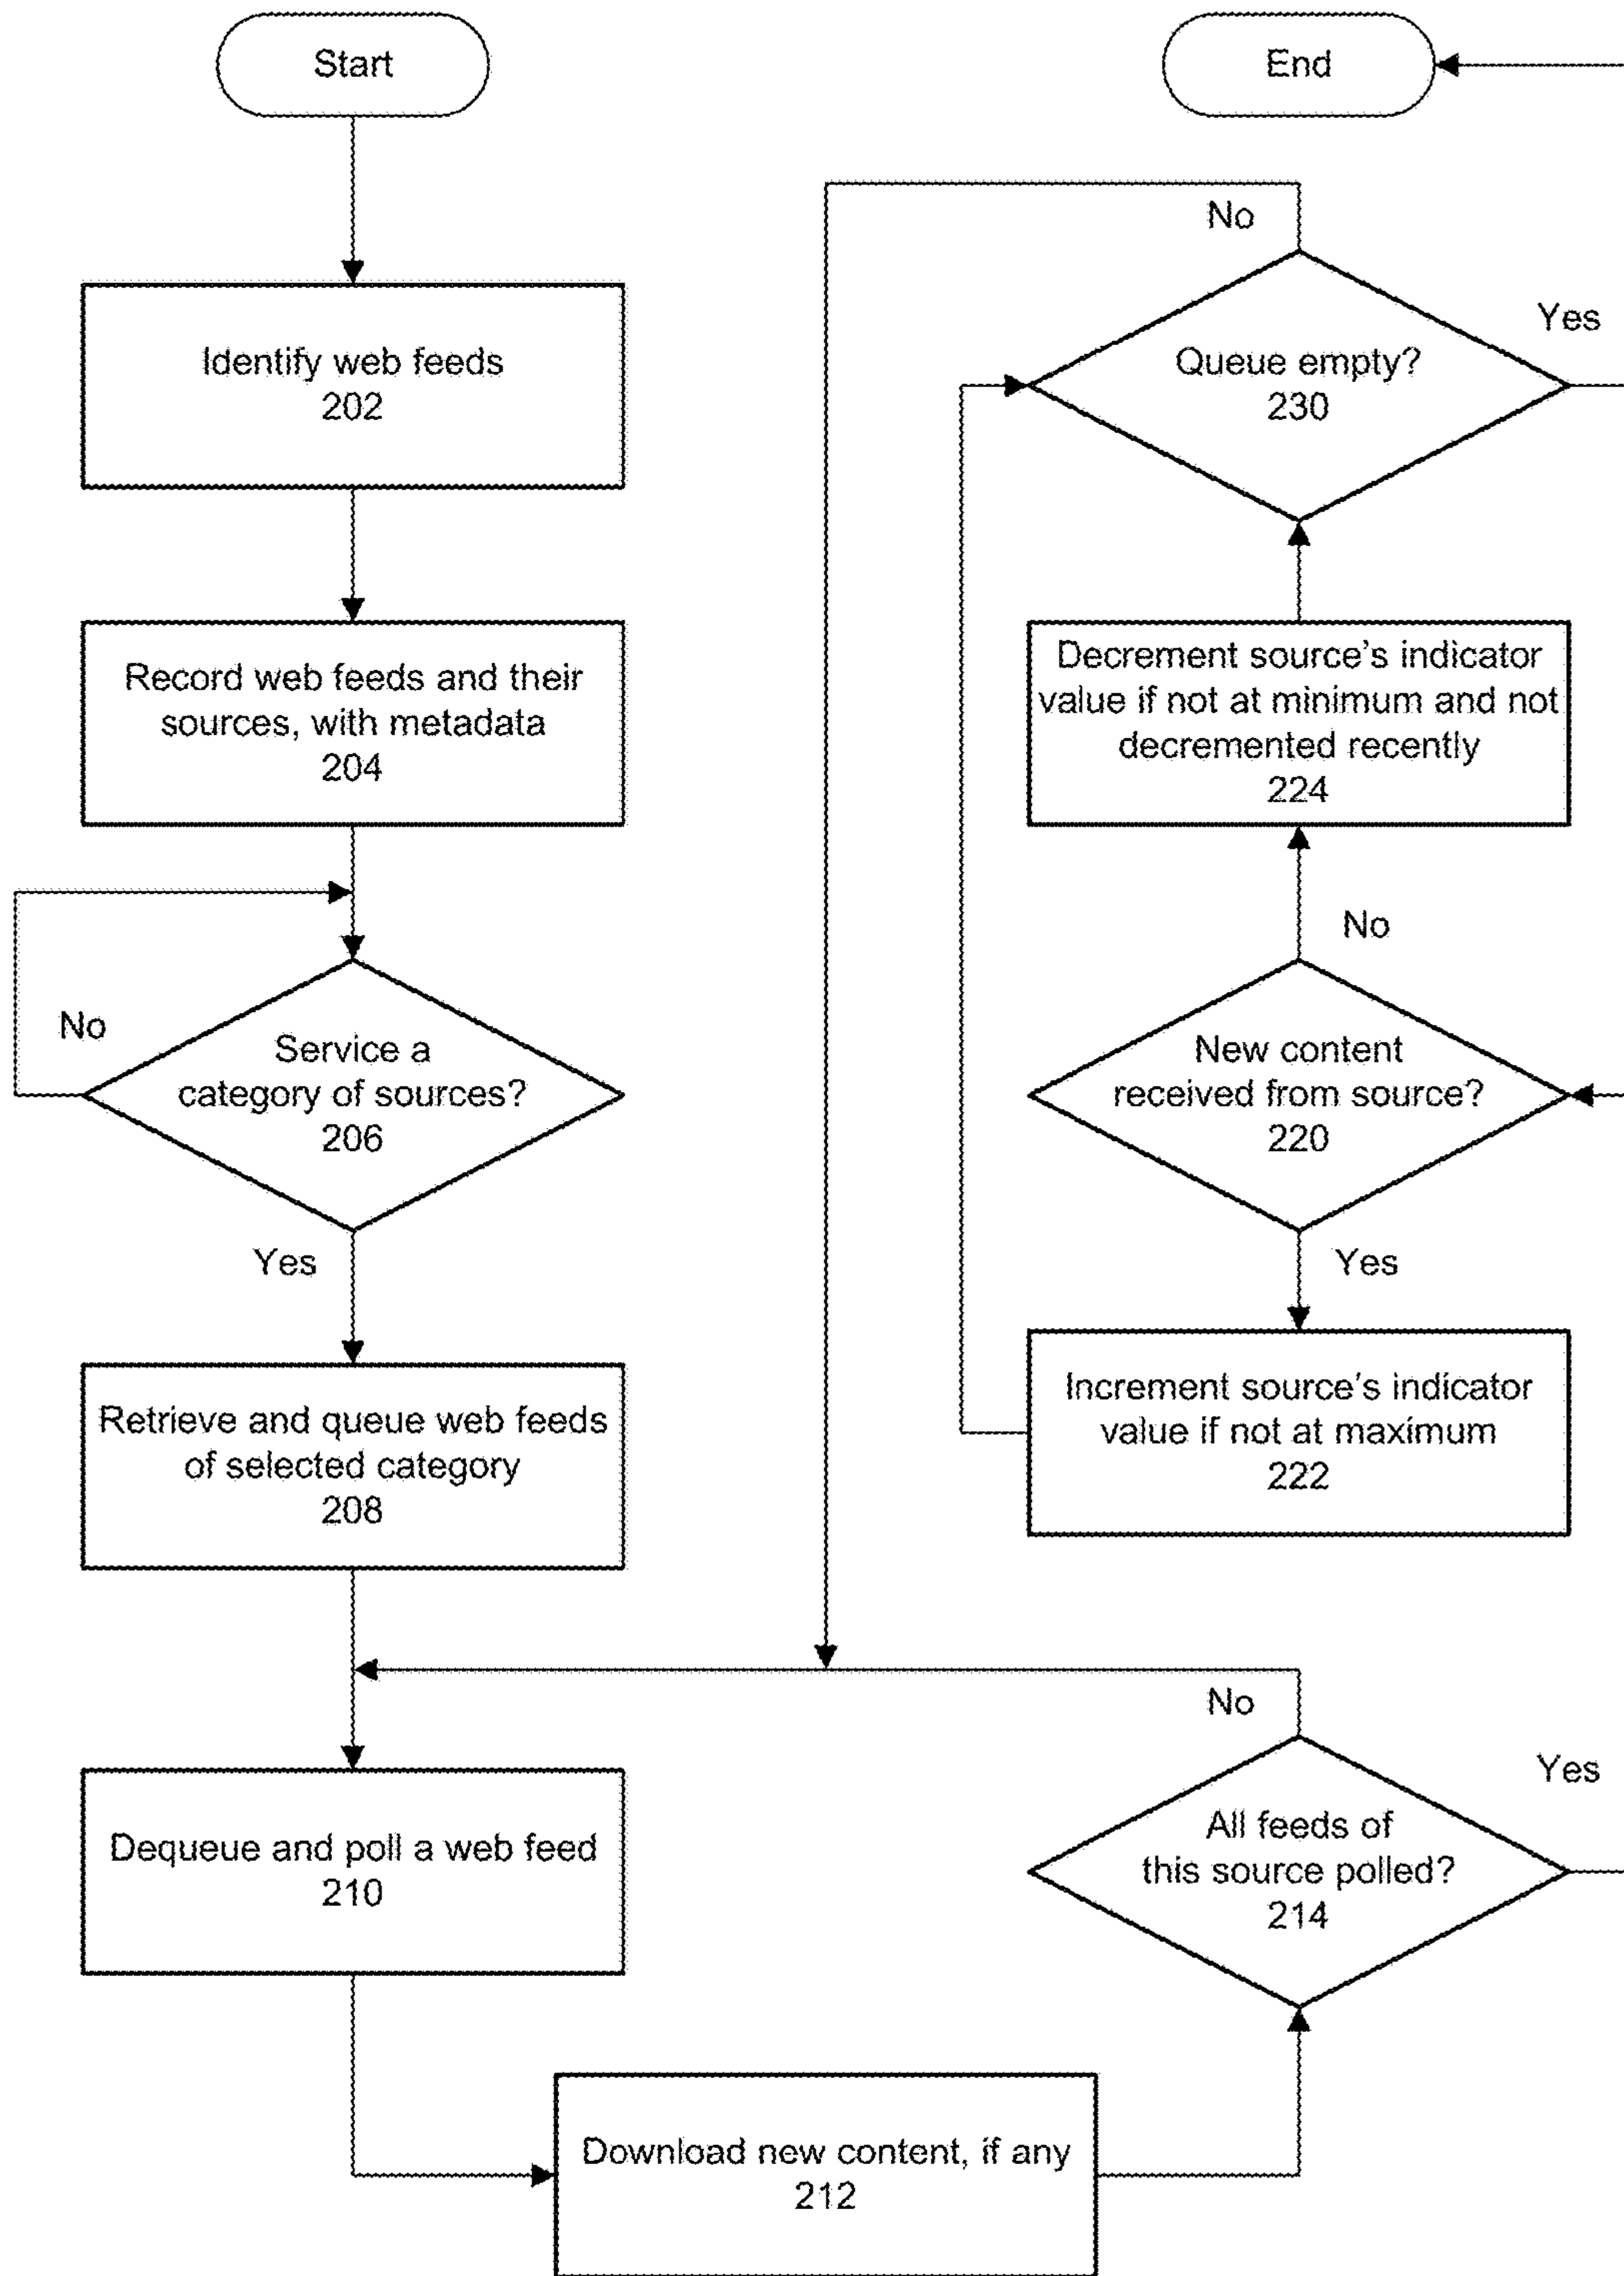 Start
Identify web feeds
202
Record web feeds and their
sources, with metadata
204
No
Service a
category of sources?
206
Yes
Retrieve and queue web feeds
of selected category
208
Dequeue and poll a web feed
210
Download new content, if any
212
End
No
Yes
Queue empty?
230
Decrement source's indicator
value if not at minimum and not
decremented recently
224
No
New content
received from source?
220
Yes
Increment source's indicator
value if not at maximum
222
No
Yes
All feeds of
this source polled?
214